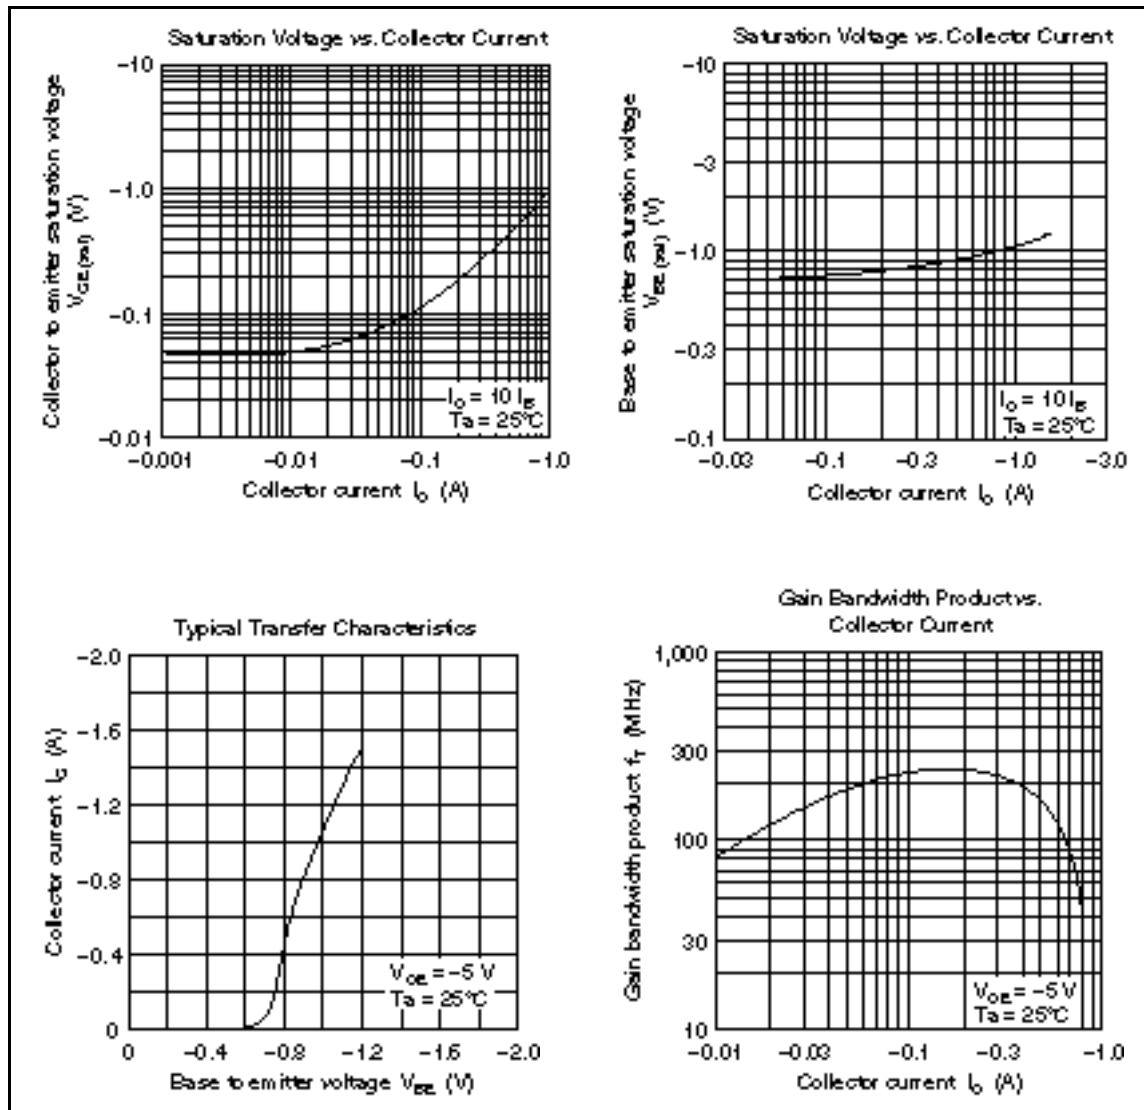 Saturation Voltage vs. Collector Current
Collector to emitter saturation voltage
VCE (sat) (V)
−10
−1.0
−0.1
−0.01
IC = 10 IB
Ta = 25°C
−0.001 −0.01 −0.1 −1.0
Collector current IC (A)
Saturation Voltage vs. Collector Current
Base to emitter saturation voltage
VBE (sat) (V)
−10
−3
−1.0
−0.3
−0.1
IC = 10 IB
Ta = 25°C
−0.03 −0.1 −0.3 −1.0 −3.0
Collector current IC (A)
Typical Transfer Characteristics
Collector current IC (A)
−2.0
−1.6
−1.2
−0.8
−0.4
0
VCE = −5 V
Ta = 25°C
0 −0.4 −0.8 −1.2 −1.6 −2.0
Base to emitter voltage VBE (V)
Gain Bandwidth Product vs.
Collector Current
Gain bandwidth product fT (MHz)
1,000
300
100
30
10
VCE = −5 V
Ta = 25°C
−0.01 −0.03 −0.1 −0.3 −1.0
Collector current IC (A)